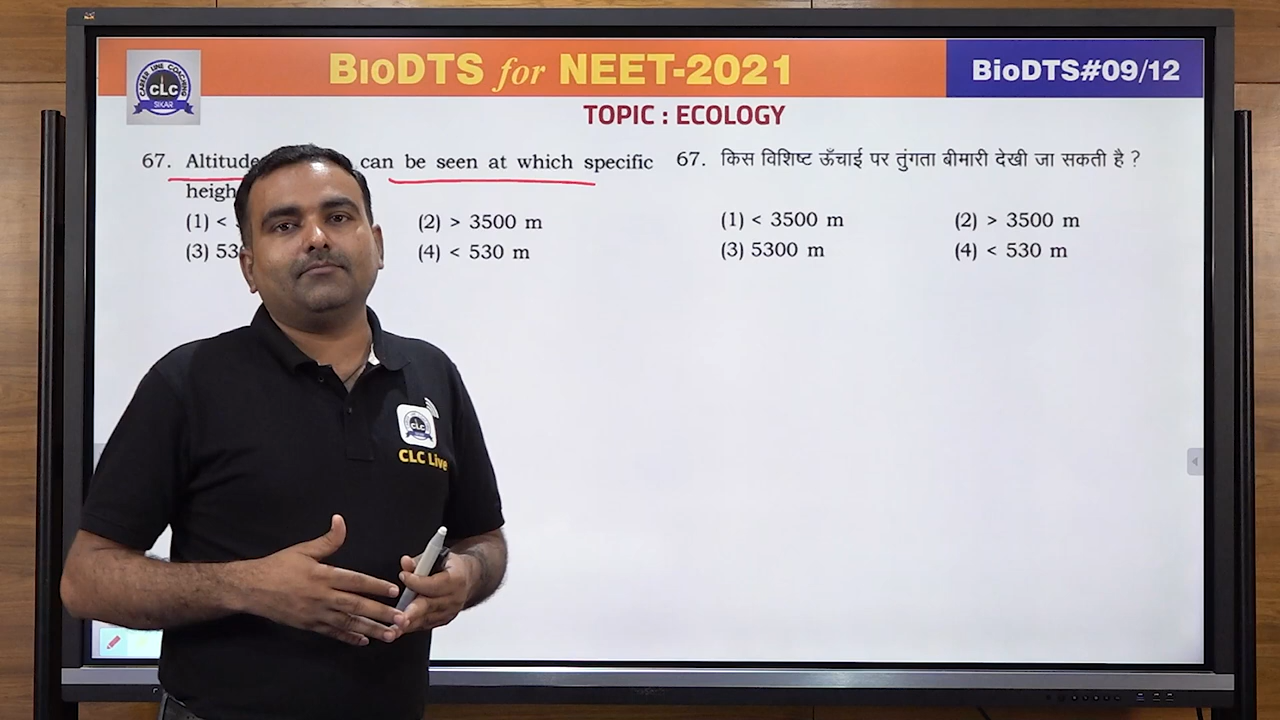 BIODTS for NEET-2021
BIODTS#09/12
CAREER LINE COACHING
CLC
SIKAR
TOPIC : ECOLOGY
67. Altitude can be seen at which specific
heigh
(1) <
(2) > 3500 m
(3) 53
(4) < 530 m
67. किस विशिष्ट ऊँचाई पर तुंगता बीमारी देखी जा सकती है ?
(1) < 3500 m
(2) > 3500 m
(3) 5300 m
(4) < 530 m
CLC
CLC Live